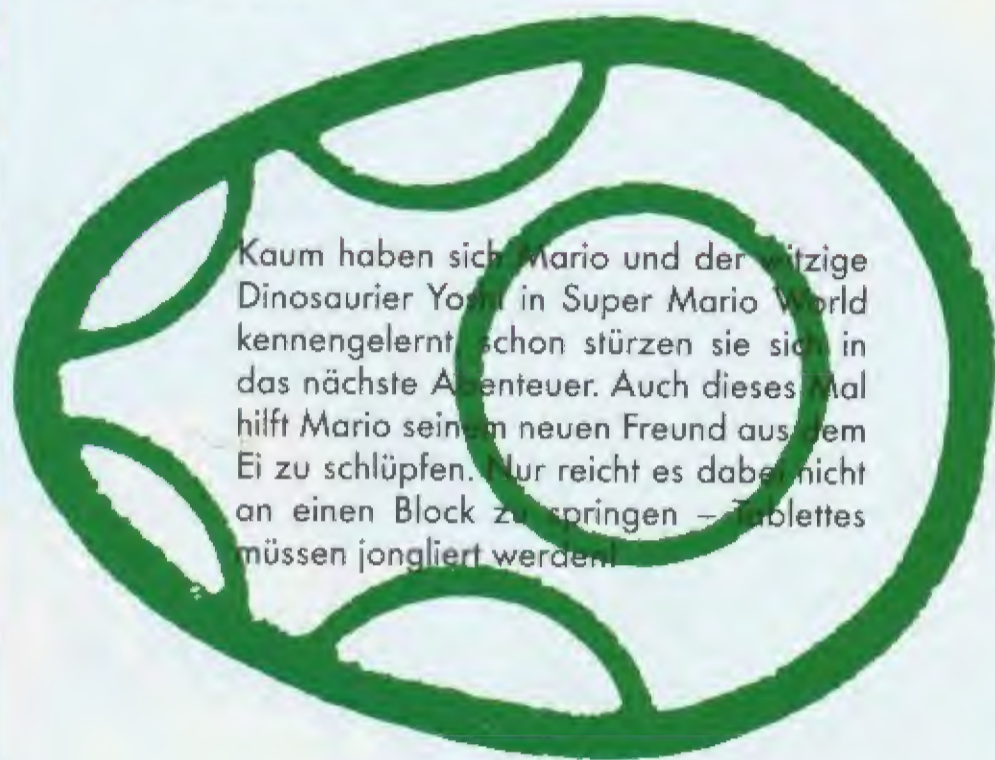 Kaum haben sich Mario und der witzige
Dinosaurier Yoshi in Super Mario World
kennengelernt, schon stürzen sie sich in
das nächste Abenteuer. Auch dieses Mal
hilft Mario seinem neuen Freund aus dem
Ei zu schlüpfen. Nur reicht es dabei nicht
an einen Block zu springen – Tablettes
müssen jongliert werden!